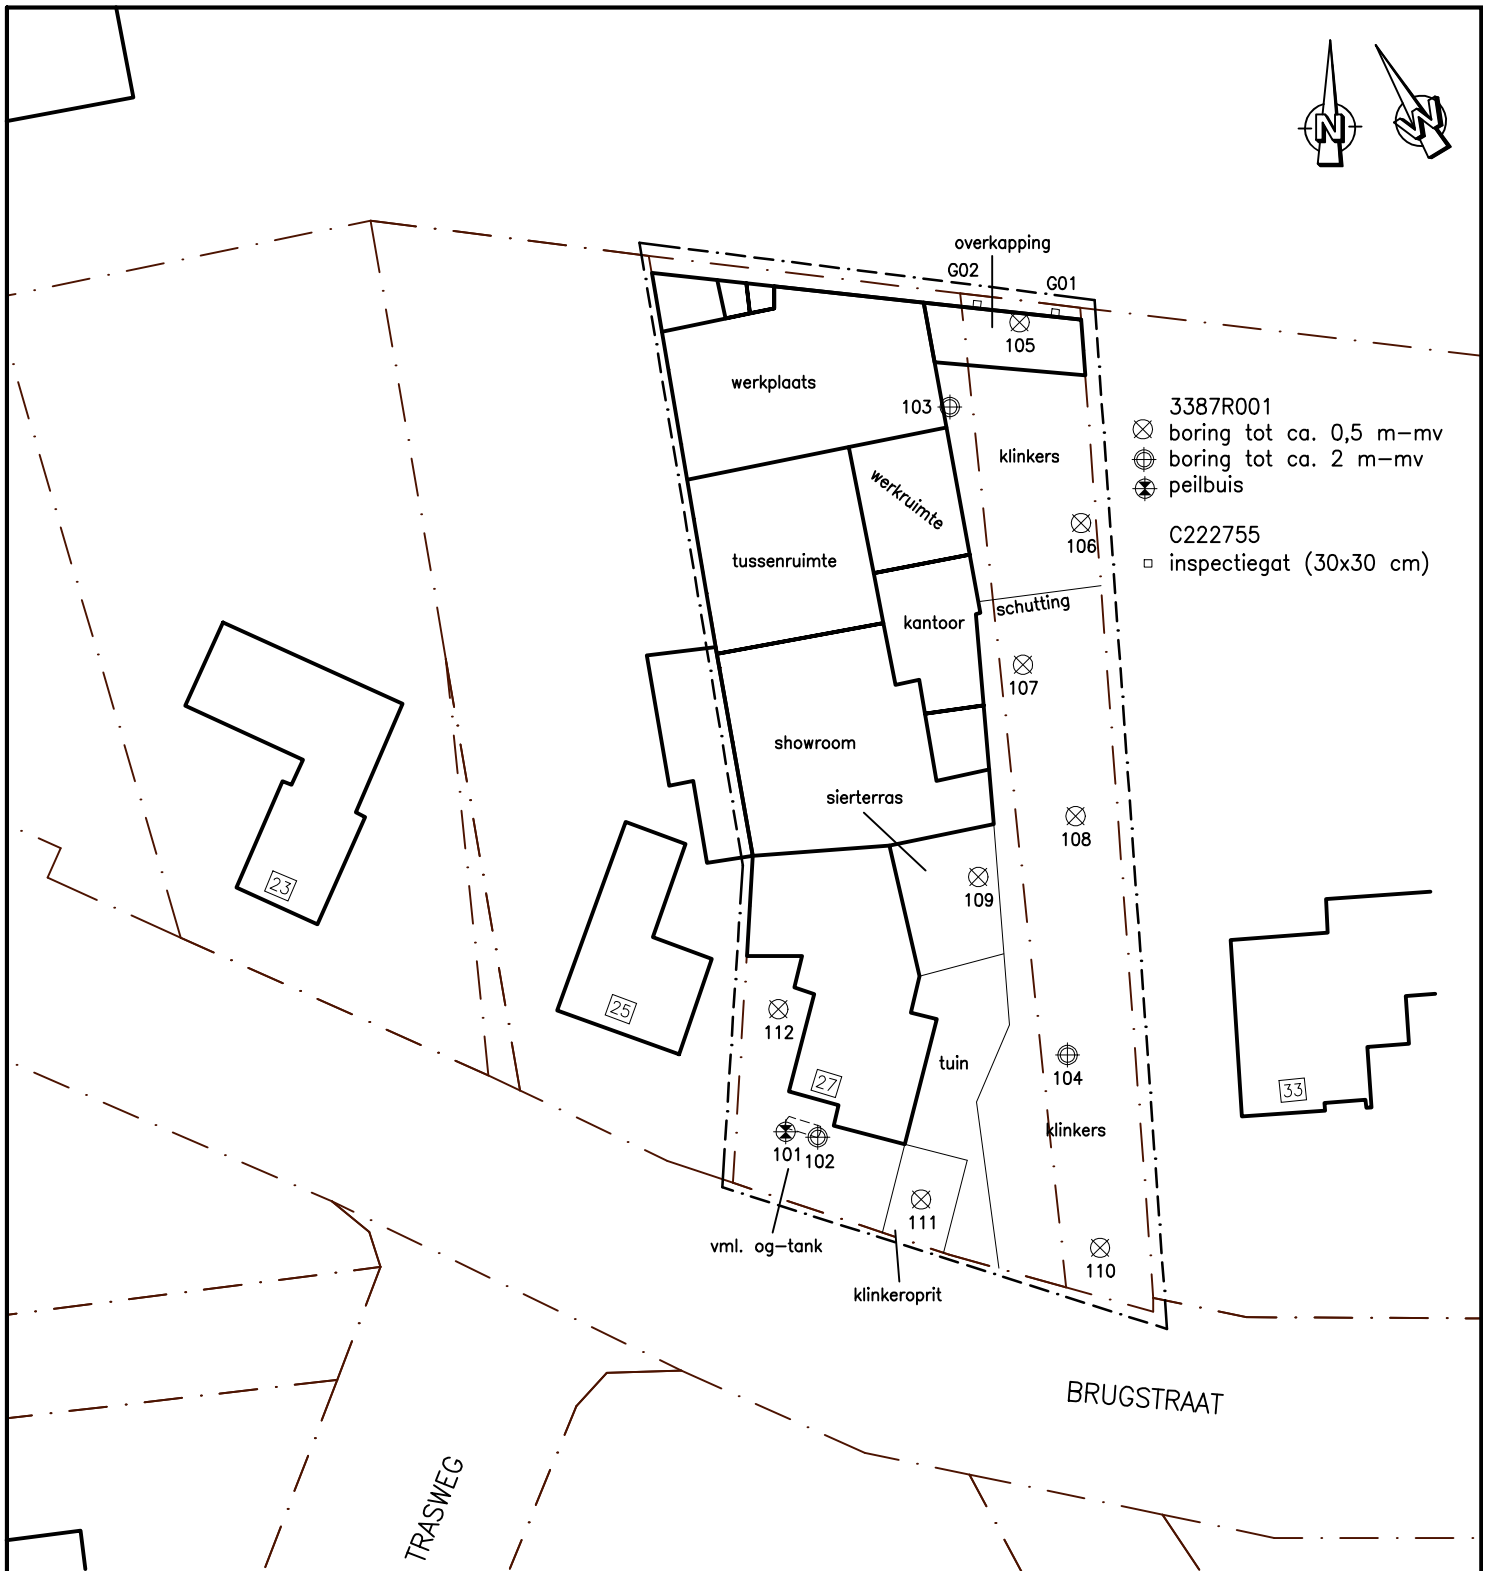 N
W
overkapping
G02
G01
105
werkplaats
103
3387R001
boring tot ca. 0,5 m-mv
boring tot ca. 2 m-mv
peilbuis
klinkers
werkruimte
106
C222755
inspectiegat (30x30 cm)
tussenruimte
schutting
kantoor
107
showroom
sierterras
108
23
109
25
112
tuin
27
104
33
klinkers
101
102
111
vml. og-tank
110
klinkeroprit
BRUGSTRAAT
TRASWEG